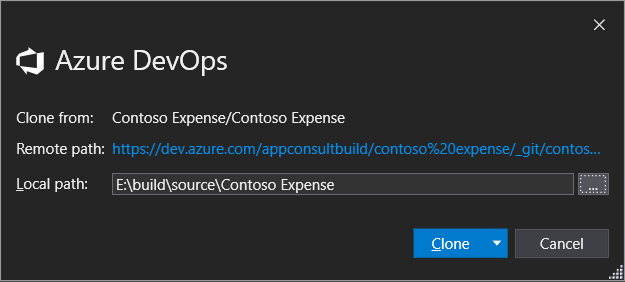 Azure DevOps
Clone from: Contoso Expense/Contoso Expense
Remote path: https://dev.azure.com/appconsultbuild/contoso%20expense/_git/contos...
Local path: E:\build\source\Contoso Expense ...
Clone Cancel